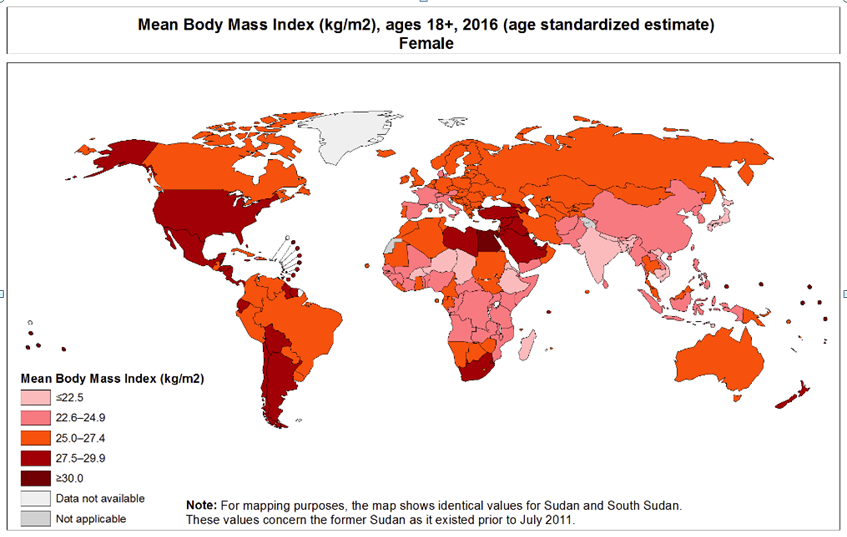 Mean Body Mass Index (kg/m2), ages 18+, 2016 (age standardized estimate)
Female
Mean Body Mass Index (kg/m2)
≤22.5
22.6–24.9
25.0–27.4
27.5–29.9
≥30.0
Data not available
Not applicable
Note: For mapping purposes, the map shows identical values for Sudan and South Sudan.
These values concern the former Sudan as it existed prior to July 2011.